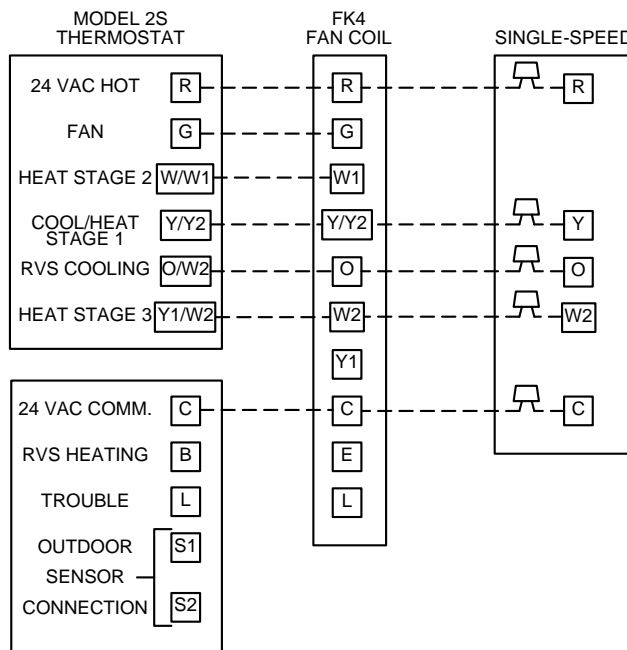 MODEL 2S
THERMOSTAT
FK4
FAN COIL
SINGLE-SPEED
24 VAC HOT R R R
FAN G G
HEAT STAGE 2 W/W1 W1
COOL/HEAT
STAGE 1 Y/Y2 Y/Y2 Y
RVS COOLING O/W2 O O
HEAT STAGE 3 Y1/W2 W2 W2
Y1
24 VAC COMM. C C C
RVS HEATING B E
TROUBLE L L
OUTDOOR S1
SENSOR
CONNECTION S2